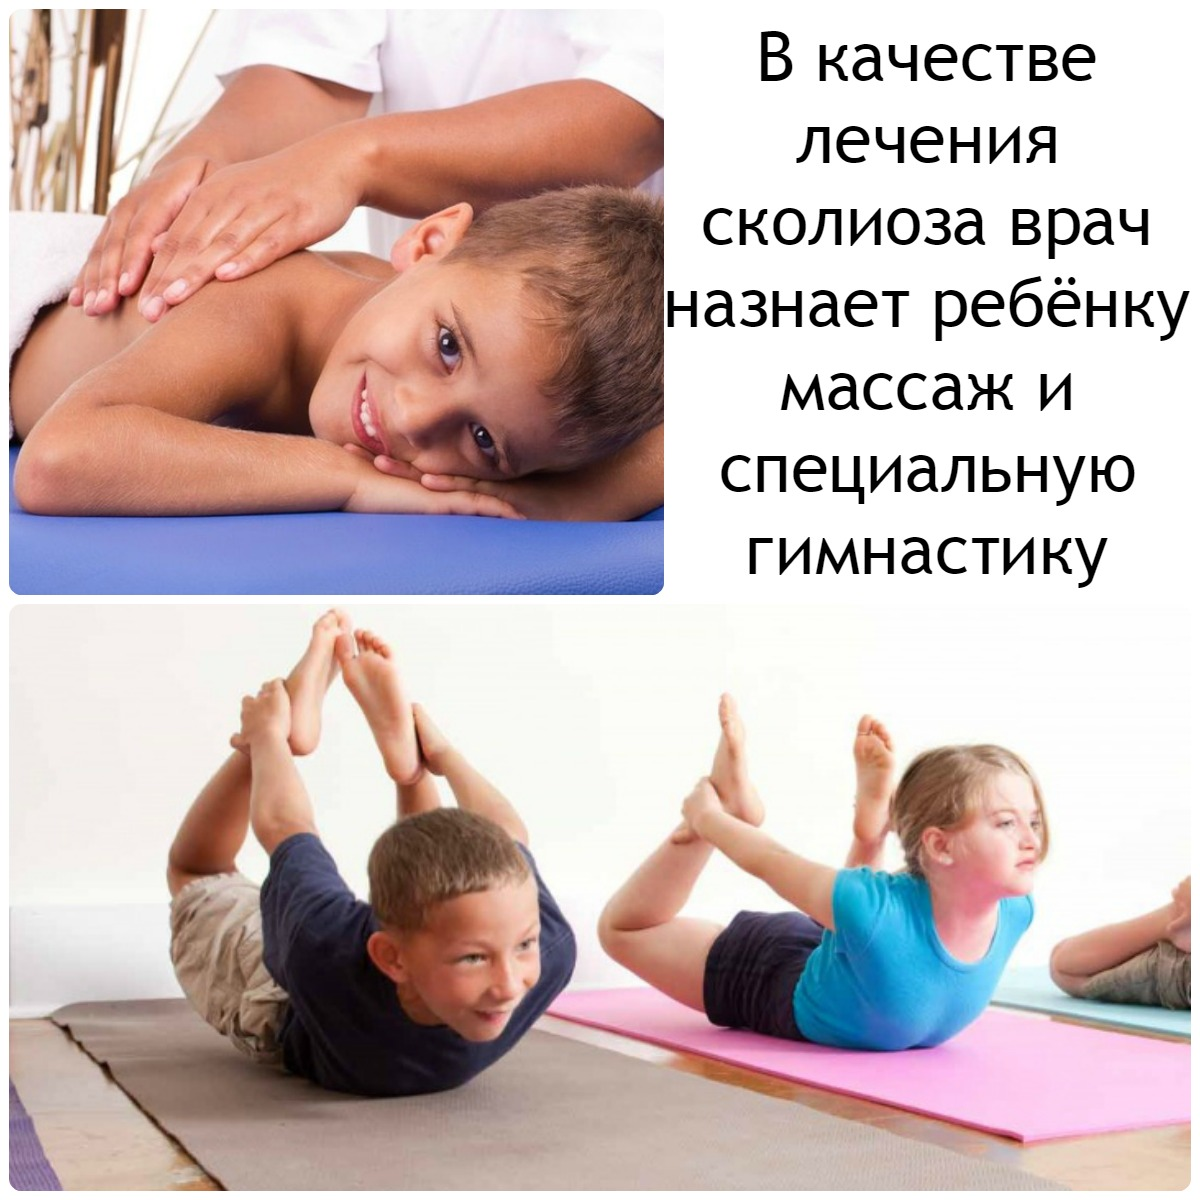 В качестве
лечения
сколиоза врач
назнает ребёнку
массаж и
специальную
гимнастику